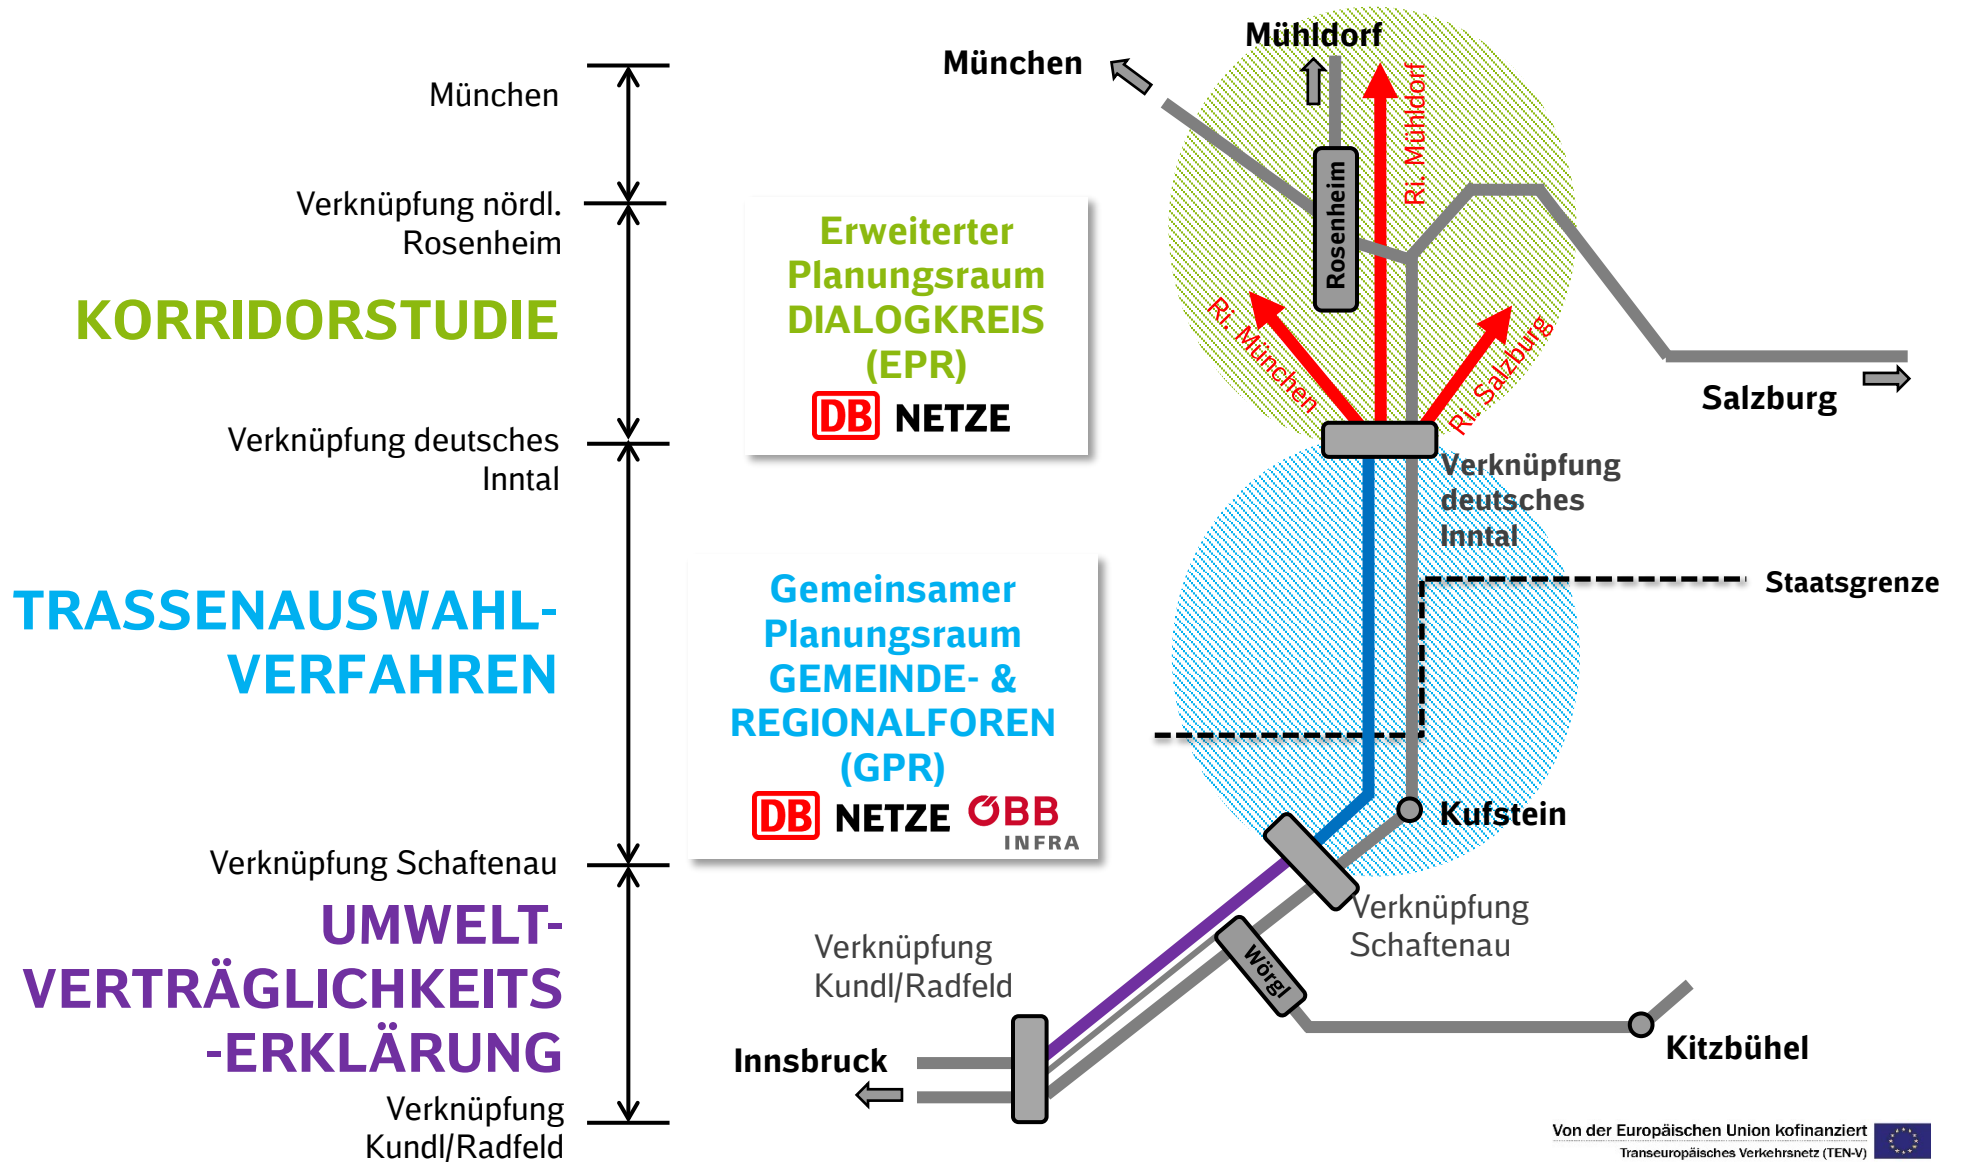 München
Verknüpfung nördl.
Rosenheim
KORRIDORSTUDIE
Verknüpfung deutsches
Inntal
TRASSENAUSWAHL-
VERFAHREN
Verknüpfung Schaftenau
UMWELT-
VERTRÄGLICHKEITS
-ERKLÄRUNG
Verknüpfung
Kundl/Radfeld
Erweiterter
Planungsraum
DIALOGKREIS
(EPR)
DB NETZE
Gemeinsamer
Planungsraum
GEMEINDE- &
REGIONALFOREN
(GPR)
DB NETZE ÖBB
INFRA
München
Mühldorf
Ri. Mühldorf
Rosenheim
Ri. München
Ri. Salzburg
Salzburg
Verknüpfung
deutsches
Inntal
Staatsgrenze
Kufstein
Verknüpfung
Schaftenau
Wörgl
Verknüpfung
Kundl/Radfeld
Innsbruck
Kitzbühel
Von der Europäischen Union kofinanziert
Transeuropäisches Verkehrsnetz (TEN-V)